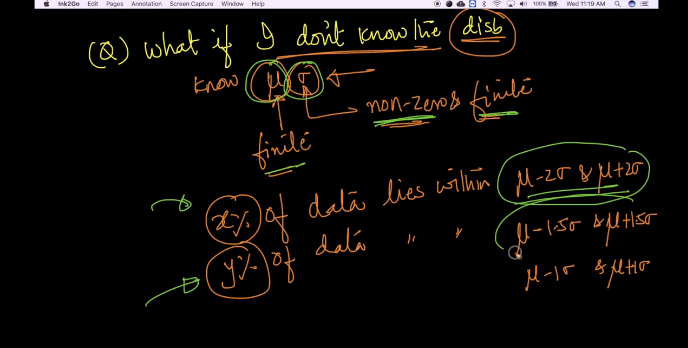 Ink2Go Edit Pages Annotation Screen Capture Window Help 100% Wed 11:19 AM
(Q) What if I don't know the disb
know μ σ
non-zero & finite
finite
x% of data lies within μ-2σ & μ+2σ
y% of data " " μ-1.5σ & μ+1.5σ
μ-1σ & μ+1σ